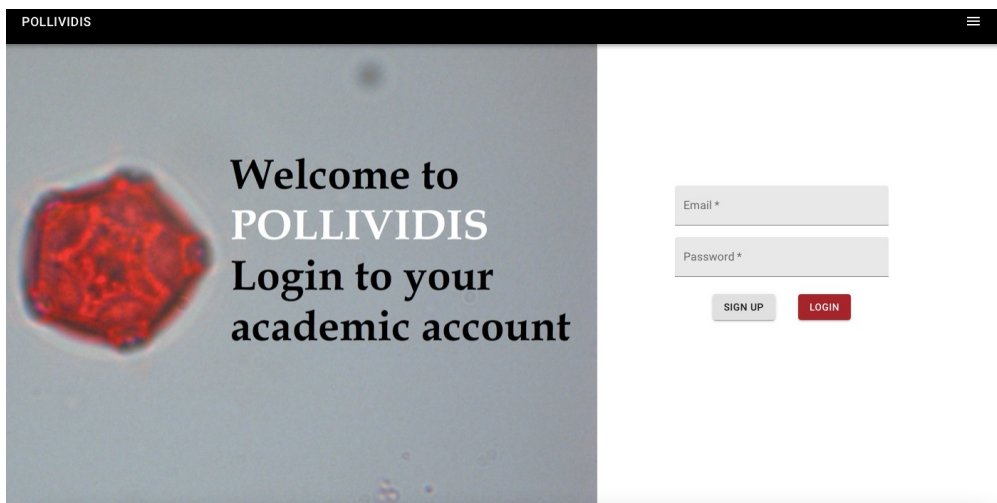 POLLIVIDIS
Welcome to
POLLIVIDIS
Login to your
academic account
Email *
Password *
SIGN UP
LOGIN